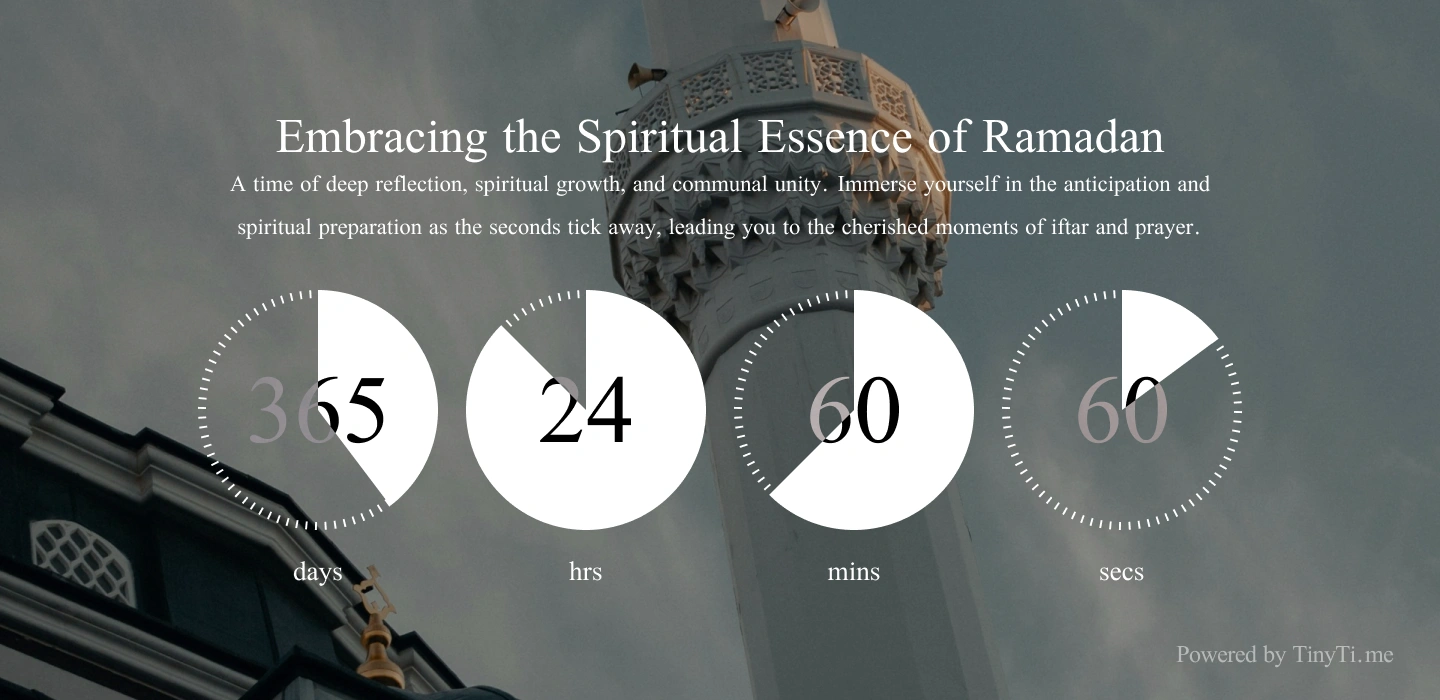 Embracing the Spiritual Essence of Ramadan
A time of deep reflection, spiritual growth, and communal unity. Immerse yourself in the anticipation and
spiritual preparation as the seconds tick away, leading you to the cherished moments of iftar and prayer.
365 24 60 60
days hrs mins secs
Powered by TinyTi.me